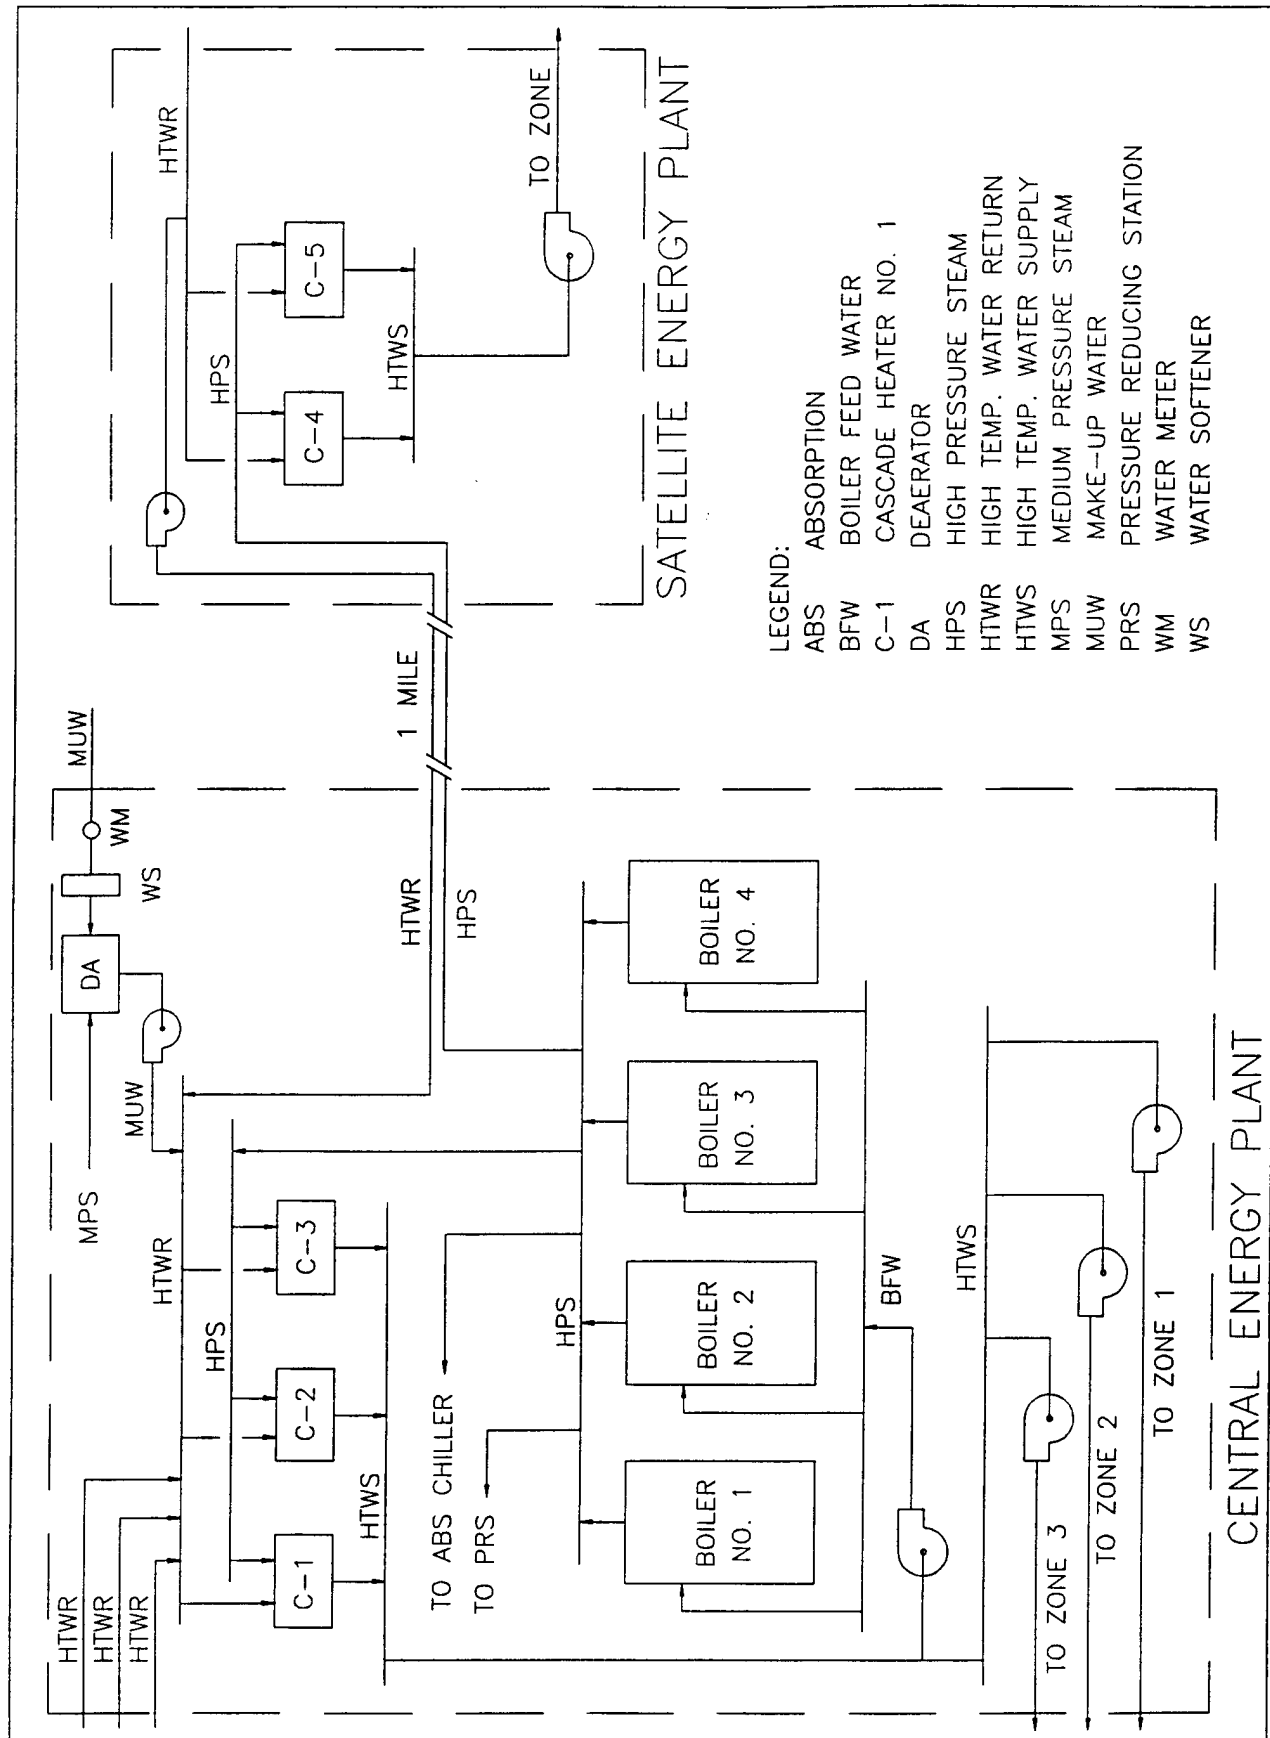 HTWR
HTWR
HTWR
MPS
MUW
DA
WS
WM
MUW
HTWR
HPS
C-1
C-2
C-3
HTWS
HTWR
HPS
1 MILE
TO ABS CHILLER
TO PRS
HPS
BOILER
NO. 1
BOILER
NO. 2
BOILER
NO. 3
BOILER
NO. 4
BFW
HTWS
TO ZONE 3
TO ZONE 2
TO ZONE 1
CENTRAL ENERGY PLANT
HTWR
HPS
C-4
C-5
HTWS
TO ZONE
SATELLITE ENERGY PLANT
LEGEND:
ABS ABSORPTION
BFW BOILER FEED WATER
C-1 CASCADE HEATER NO. 1
DA DEAERATOR
HPS HIGH PRESSURE STEAM
HTWR HIGH TEMP. WATER RETURN
HTWS HIGH TEMP. WATER SUPPLY
MPS MEDIUM PRESSURE STEAM
MUW MAKE-UP WATER
PRS PRESSURE REDUCING STATION
WM WATER METER
WS WATER SOFTENER